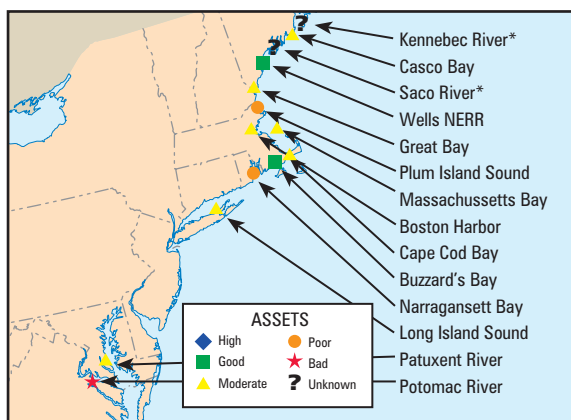 Kennebec River*
Casco Bay
Saco River*
Wells NERR
Great Bay
Plum Island Sound
Massachussetts Bay
Boston Harbor
Cape Cod Bay
Buzzard's Bay
Narragansett Bay
Long Island Sound
Patuxent River
Potomac River
ASSETS
High
Poor
Good
Bad
Moderate
? Unknown
?
?